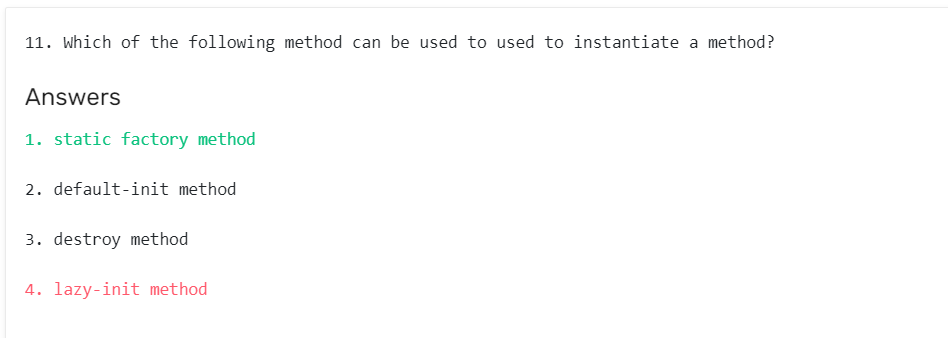 11. Which of the following method can be used to used to instantiate a method?
Answers
1. static factory method
2. default-init method
3. destroy method
4. lazy-init method